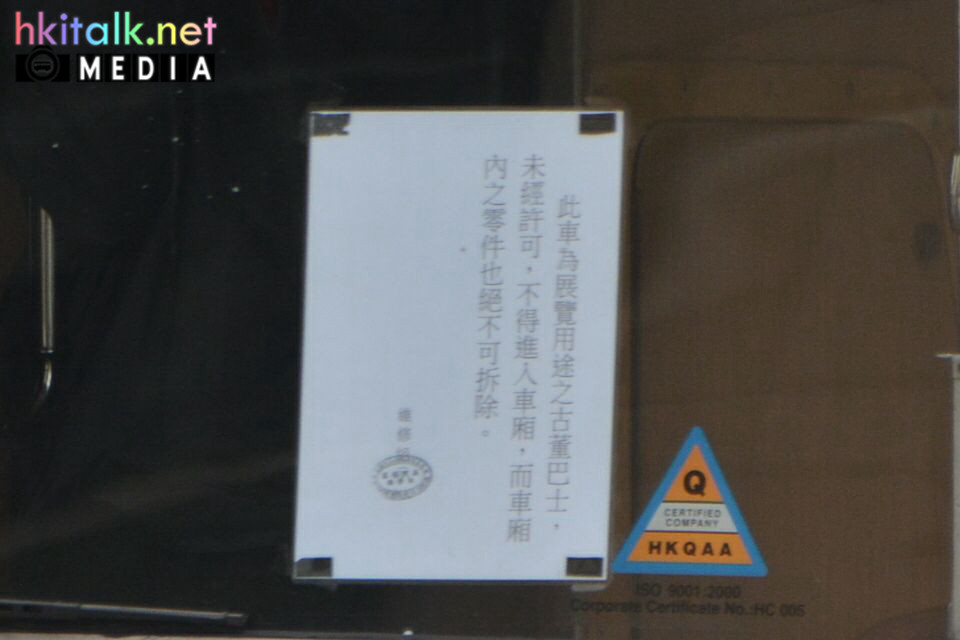 hkitalk.net
MEDIA
此車為展覽用途之古董巴士，
未經許可，不得進入車廂，而車廂
內之零件也絕不可拆除。
維修
Q
CERTIFIED
COMPANY
HKQAA
ISO 9001:2000
Corporate Certificate No.:HC 005